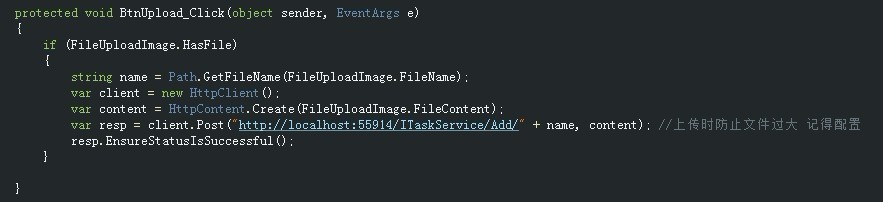 protected void BtnUpload_Click(object sender, EventArgs e)
{
if (FileUploadImage.HasFile)
{
string name = Path.GetFileName(FileUploadImage.FileName);
var client = new HttpClient();
var content = HttpContent.Create(FileUploadImage.FileContent);
var resp = client.Post("http://localhost:55914/ITaskService/Add/" + name, content); //上传时防止文件过大 记得配置
resp.EnsureStatusIsSuccessful();
}
}